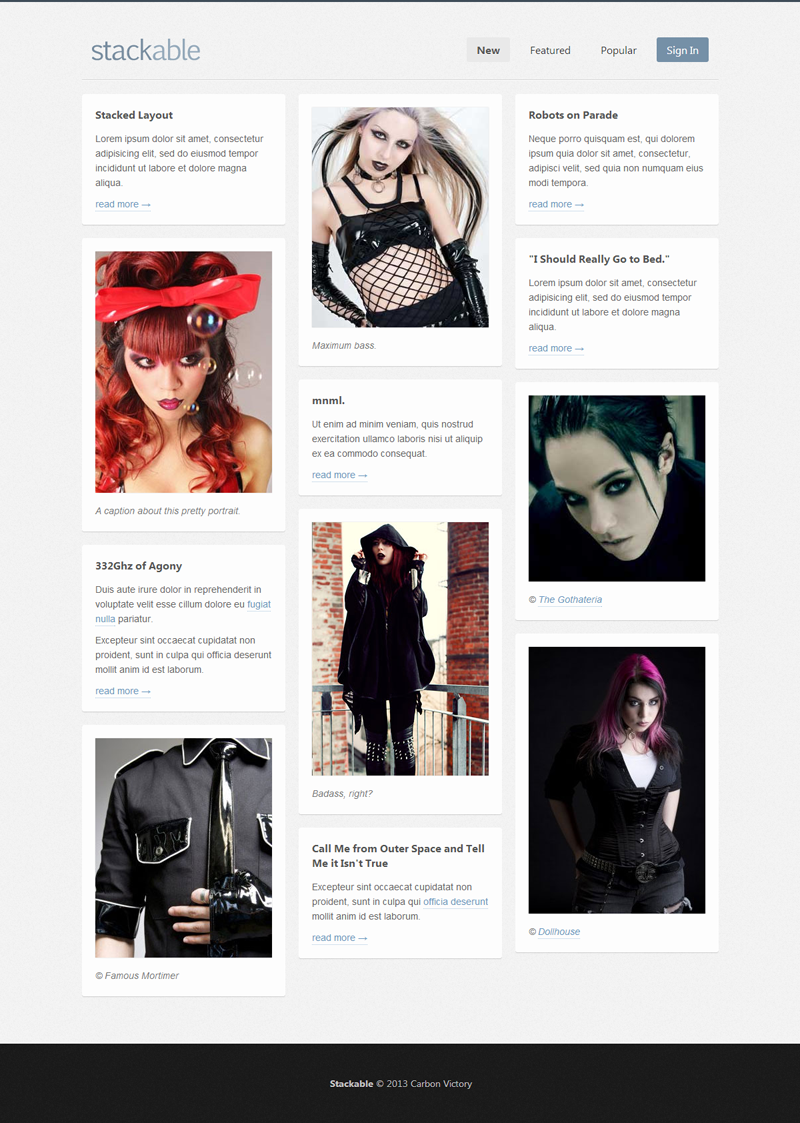 stackable
New
Featured
Popular
Sign In
Stacked Layout
Lorem ipsum dolor sit amet, consectetur
adipisicing elit, sed do eiusmod tempor
incididunt ut labore et dolore magna
aliqua.
read more →
A caption about this pretty portrait.
332Ghz of Agony
Duis aute irure dolor in reprehenderit in
voluptate velit esse cillum dolore eu fugiat
nulla pariatur.
Excepteur sint occaecat cupidatat non
proident, sunt in culpa qui officia deserunt
mollit anim id est laborum.
read more →
© Famous Mortimer
Maximum bass.
mnml.
Ut enim ad minim veniam, quis nostrud
exercitation ullamco laboris nisi ut aliquip
ex ea commodo consequat.
read more →
Badass, right?
Call Me from Outer Space and Tell
Me it Isn't True
Excepteur sint occaecat cupidatat non
proident, sunt in culpa qui officia deserunt
mollit anim id est laborum.
read more →
Robots on Parade
Neque porro quisquam est, qui dolorem
ipsum quia dolor sit amet, consectetur,
adipisci velit, sed quia non numquam eius
modi tempora.
read more →
"I Should Really Go to Bed."
Lorem ipsum dolor sit amet, consectetur
adipisicing elit, sed do eiusmod tempor
incididunt ut labore et dolore magna
aliqua.
read more →
© The Gothateria
© Dollhouse
Stackable © 2013 Carbon Victory